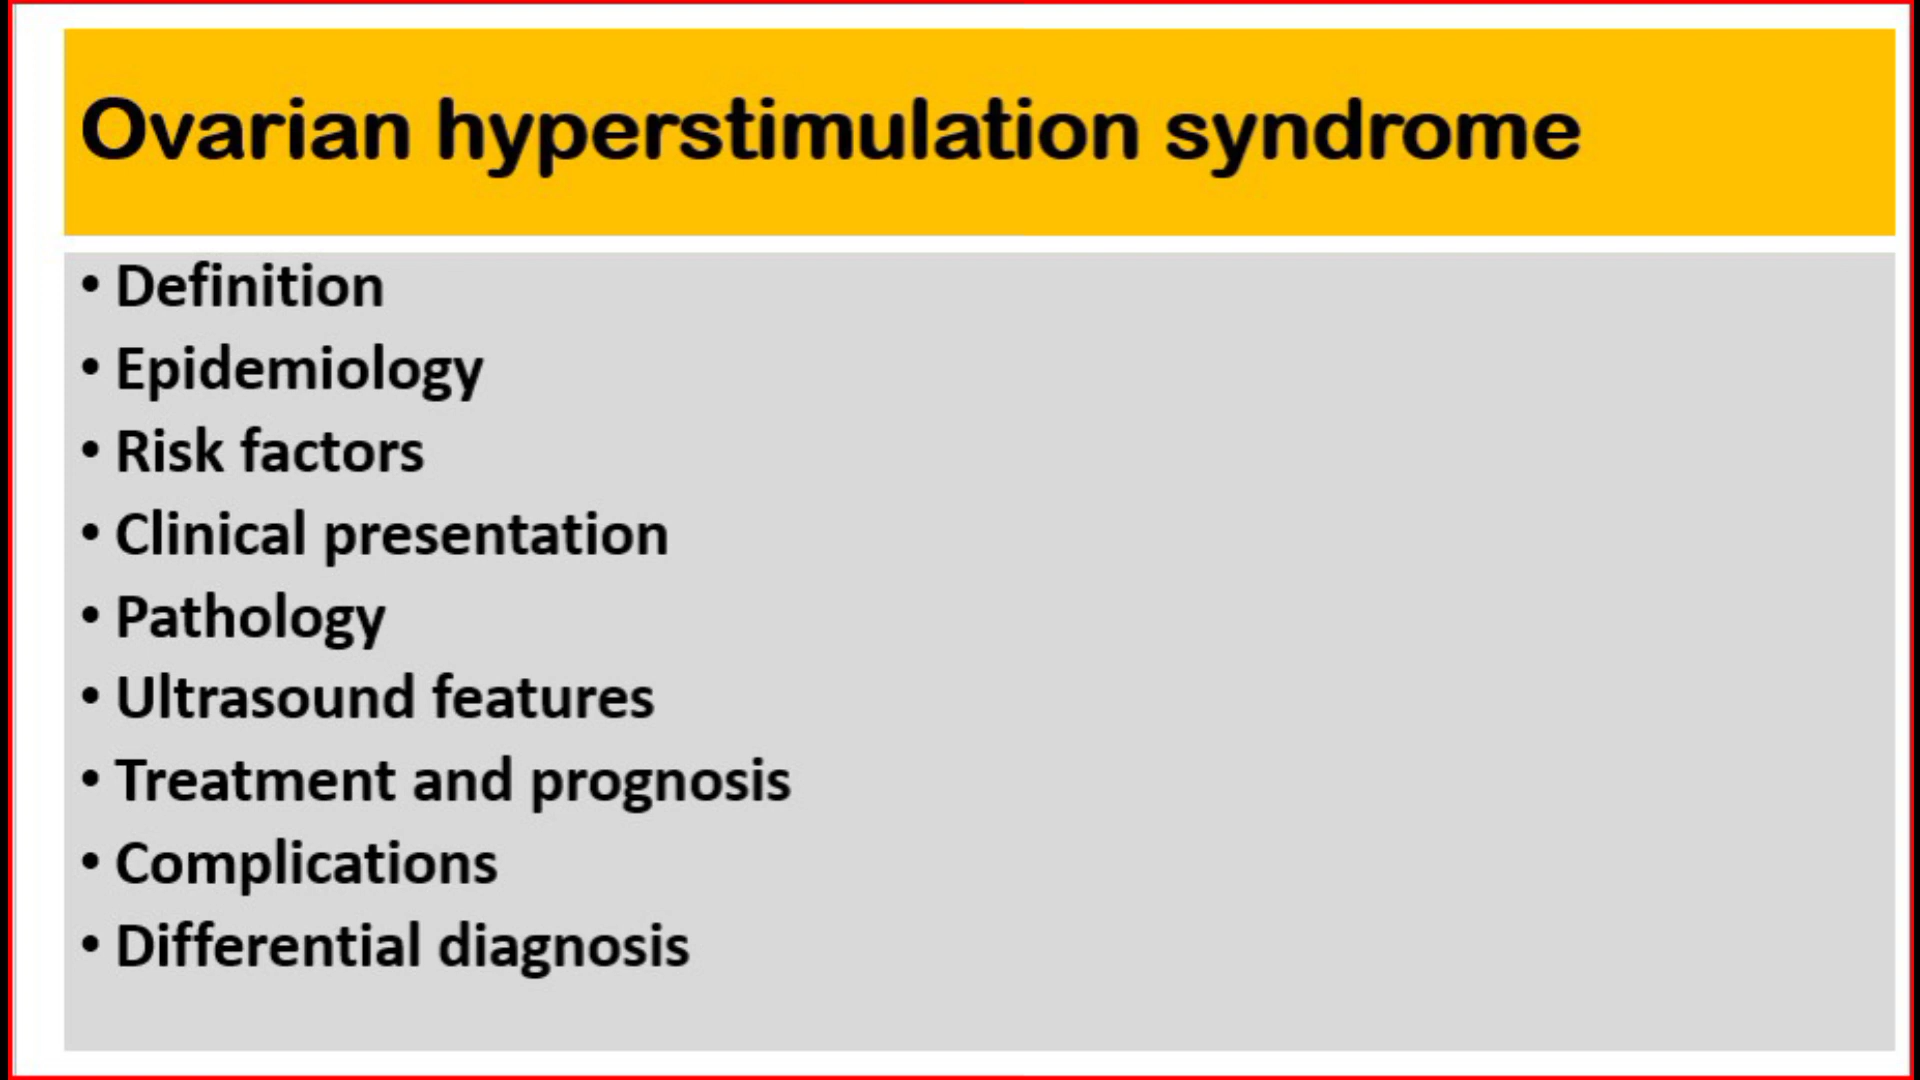 Ovarian hyperstimulation syndrome
• Definition
• Epidemiology
• Risk factors
• Clinical presentation
• Pathology
• Ultrasound features
• Treatment and prognosis
• Complications
• Differential diagnosis